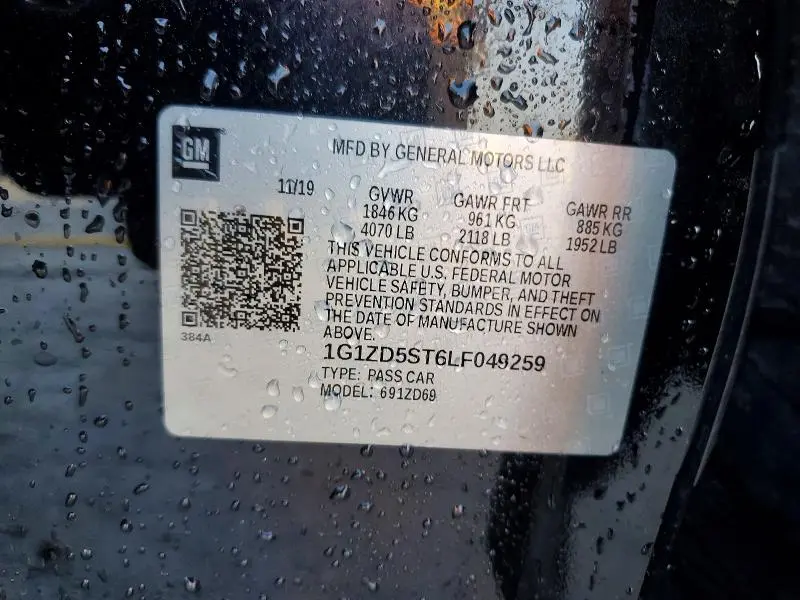 GM
MFD BY GENERAL MOTORS LLC
11/19 GVWR GAWR FRT GAWR RR
1846 KG 961 KG 885 KG
4070 LB 2118 LB 1952 LB
THIS VEHICLE CONFORMS TO ALL
APPLICABLE U.S. FEDERAL MOTOR
VEHICLE SAFETY, BUMPER, AND THEFT
PREVENTION STANDARDS IN EFFECT ON
THE DATE OF MANUFACTURE SHOWN
ABOVE.
384A
1G1ZD5ST6LF049259
TYPE: PASS CAR
MODEL: 691ZD69